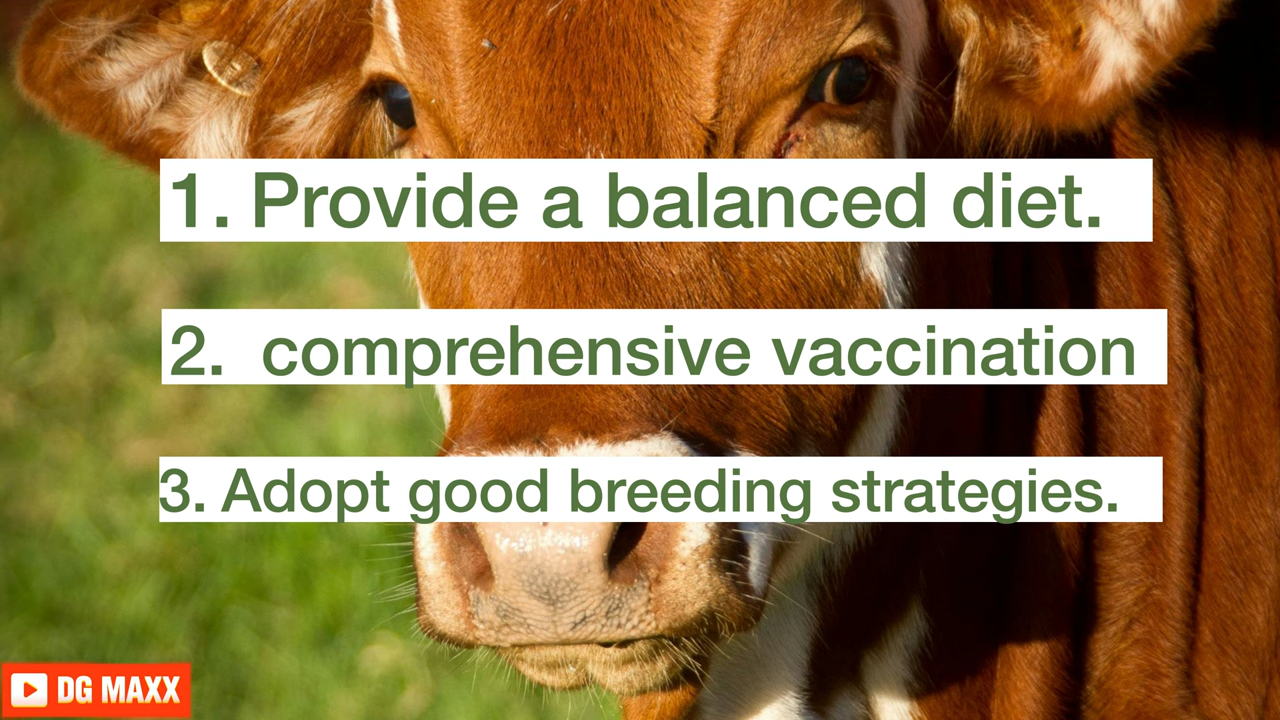 1. Provide a balanced diet.
2. comprehensive vaccination
3. Adopt good breeding strategies.
DG MAXX